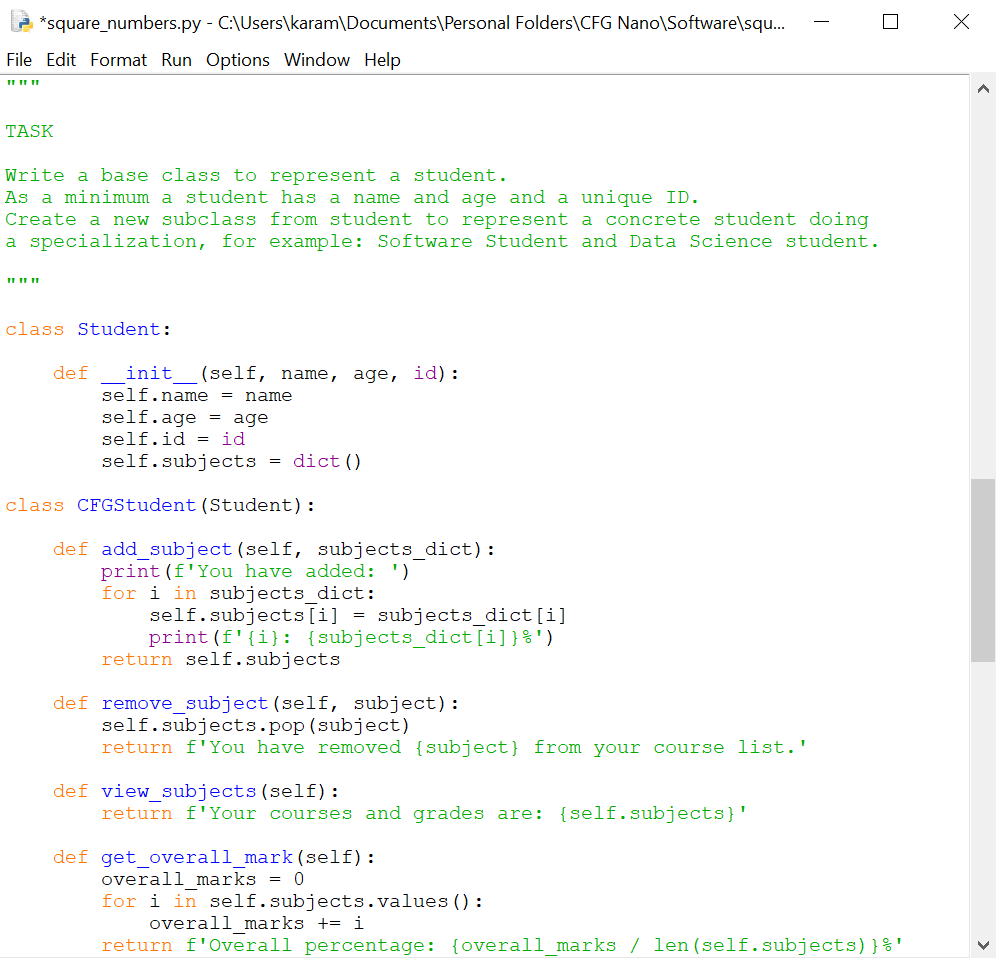 *square_numbers.py - C:\Users\karam\Documents\Personal Folders\CFG Nano\Software\squ...
File Edit Format Run Options Window Help
"""
TASK
Write a base class to represent a student.
As a minimum a student has a name and age and a unique ID.
Create a new subclass from student to represent a concrete student doing
a specialization, for example: Software Student and Data Science student.
"""
class Student:
    def __init__(self, name, age, id):
        self.name = name
        self.age = age
        self.id = id
        self.subjects = dict()
class CFGStudent(Student):
    def add_subject(self, subjects_dict):
        print(f'You have added: ')
        for i in subjects_dict:
            self.subjects[i] = subjects_dict[i]
            print(f'{i}: {subjects_dict[i]}%')
        return self.subjects
    def remove_subject(self, subject):
        self.subjects.pop(subject)
        return f'You have removed {subject} from your course list.'
    def view_subjects(self):
        return f'Your courses and grades are: {self.subjects}'
    def get_overall_mark(self):
        overall_marks = 0
        for i in self.subjects.values():
            overall_marks += i
        return f'Overall percentage: {overall_marks / len(self.subjects)}%'